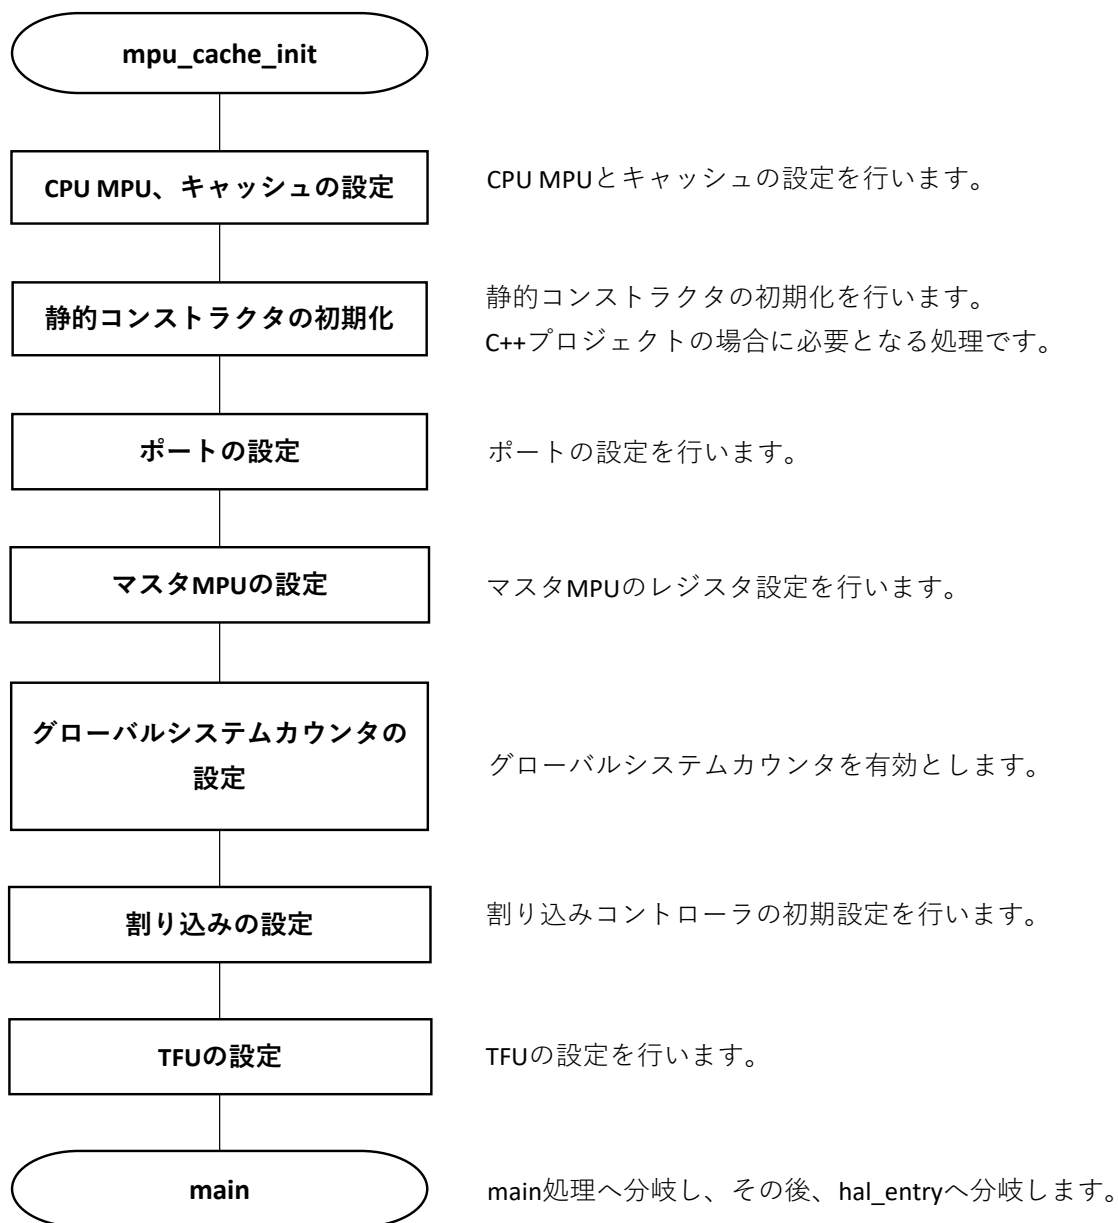 mpu_cache_init
CPU MPU、キャッシュの設定
CPU MPUとキャッシュの設定を行います。
静的コンストラクタの初期化
静的コンストラクタの初期化を行います。
C++プロジェクトの場合に必要となる処理です。
ポートの設定
ポートの設定を行います。
マスタMPUの設定
マスタMPUのレジスタ設定を行います。
グローバルシステムカウンタの
設定
グローバルシステムカウンタを有効とします。
割り込みの設定
割り込みコントローラの初期設定を行います。
TFUの設定
TFUの設定を行います。
main
main処理へ分岐し、その後、hal_entryへ分岐します。